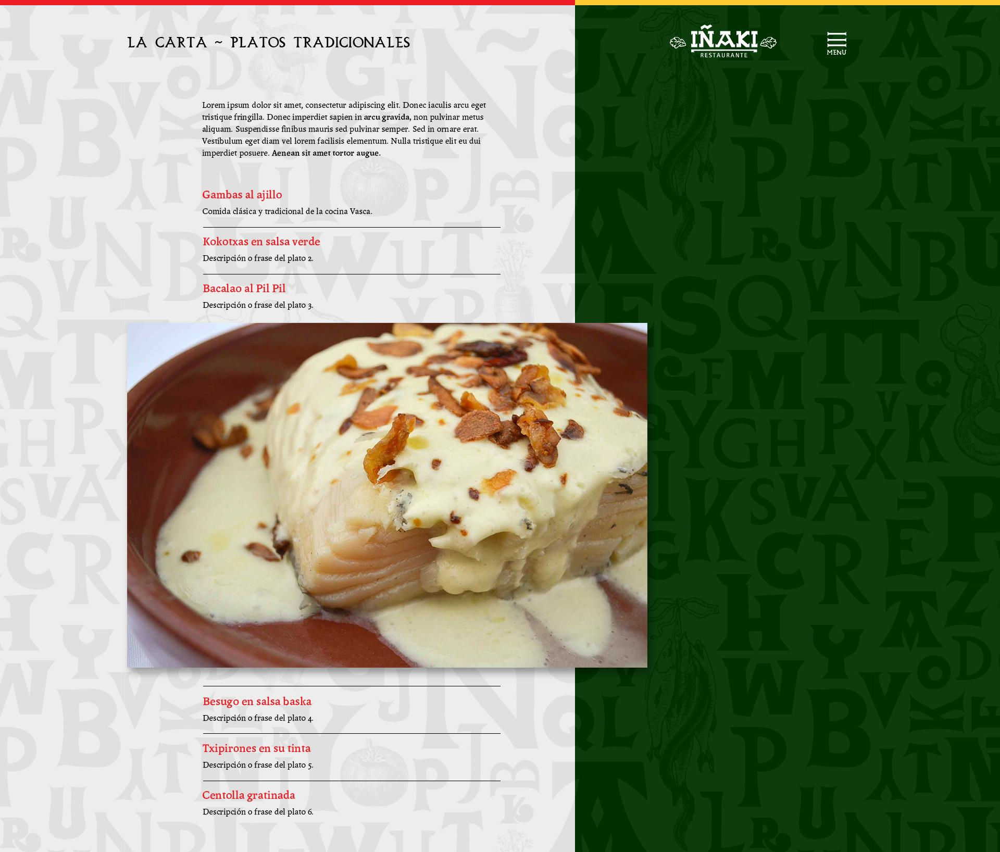 LA CARTA ~ PLATOS TRADICIONALES
IÑAKI
RESTAURANTE
MENU
Lorem ipsum dolor sit amet, consectetur adipiscing elit. Donec iaculis arcu eget
tristique fringilla. Donec imperdiet sapien in arcu gravida, non pulvinar metus
aliquam. Suspendisse finibus mauris sed pulvinar semper. Sed in ornare erat.
Vestibulum eget diam vel lorem facilisis elementum. Nulla tristique elit eu dui
imperdiet posuere. Aenean sit amet tortor augue.
Gambas al ajillo
Comida clásica y tradicional de la cocina Vasca.
Kokotxas en salsa verde
Descripción o frase del plato 2.
Bacalao al Pil Pil
Descripción o frase del plato 3.
Besugo en salsa baska
Descripción o frase del plato 4.
Txipirones en su tinta
Descripción o frase del plato 5.
Centolla gratinada
Descripción o frase del plato 6.